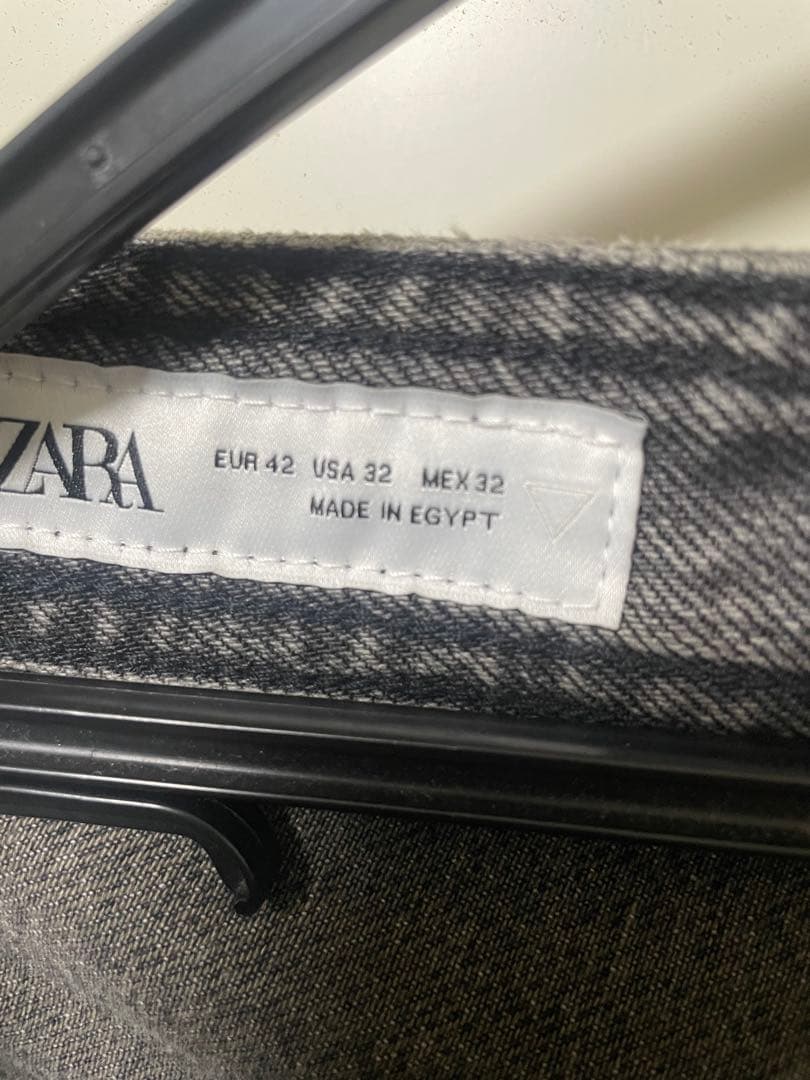 ZARA
EUR 42 USA 32 MEX 32
MADE IN EGYPT